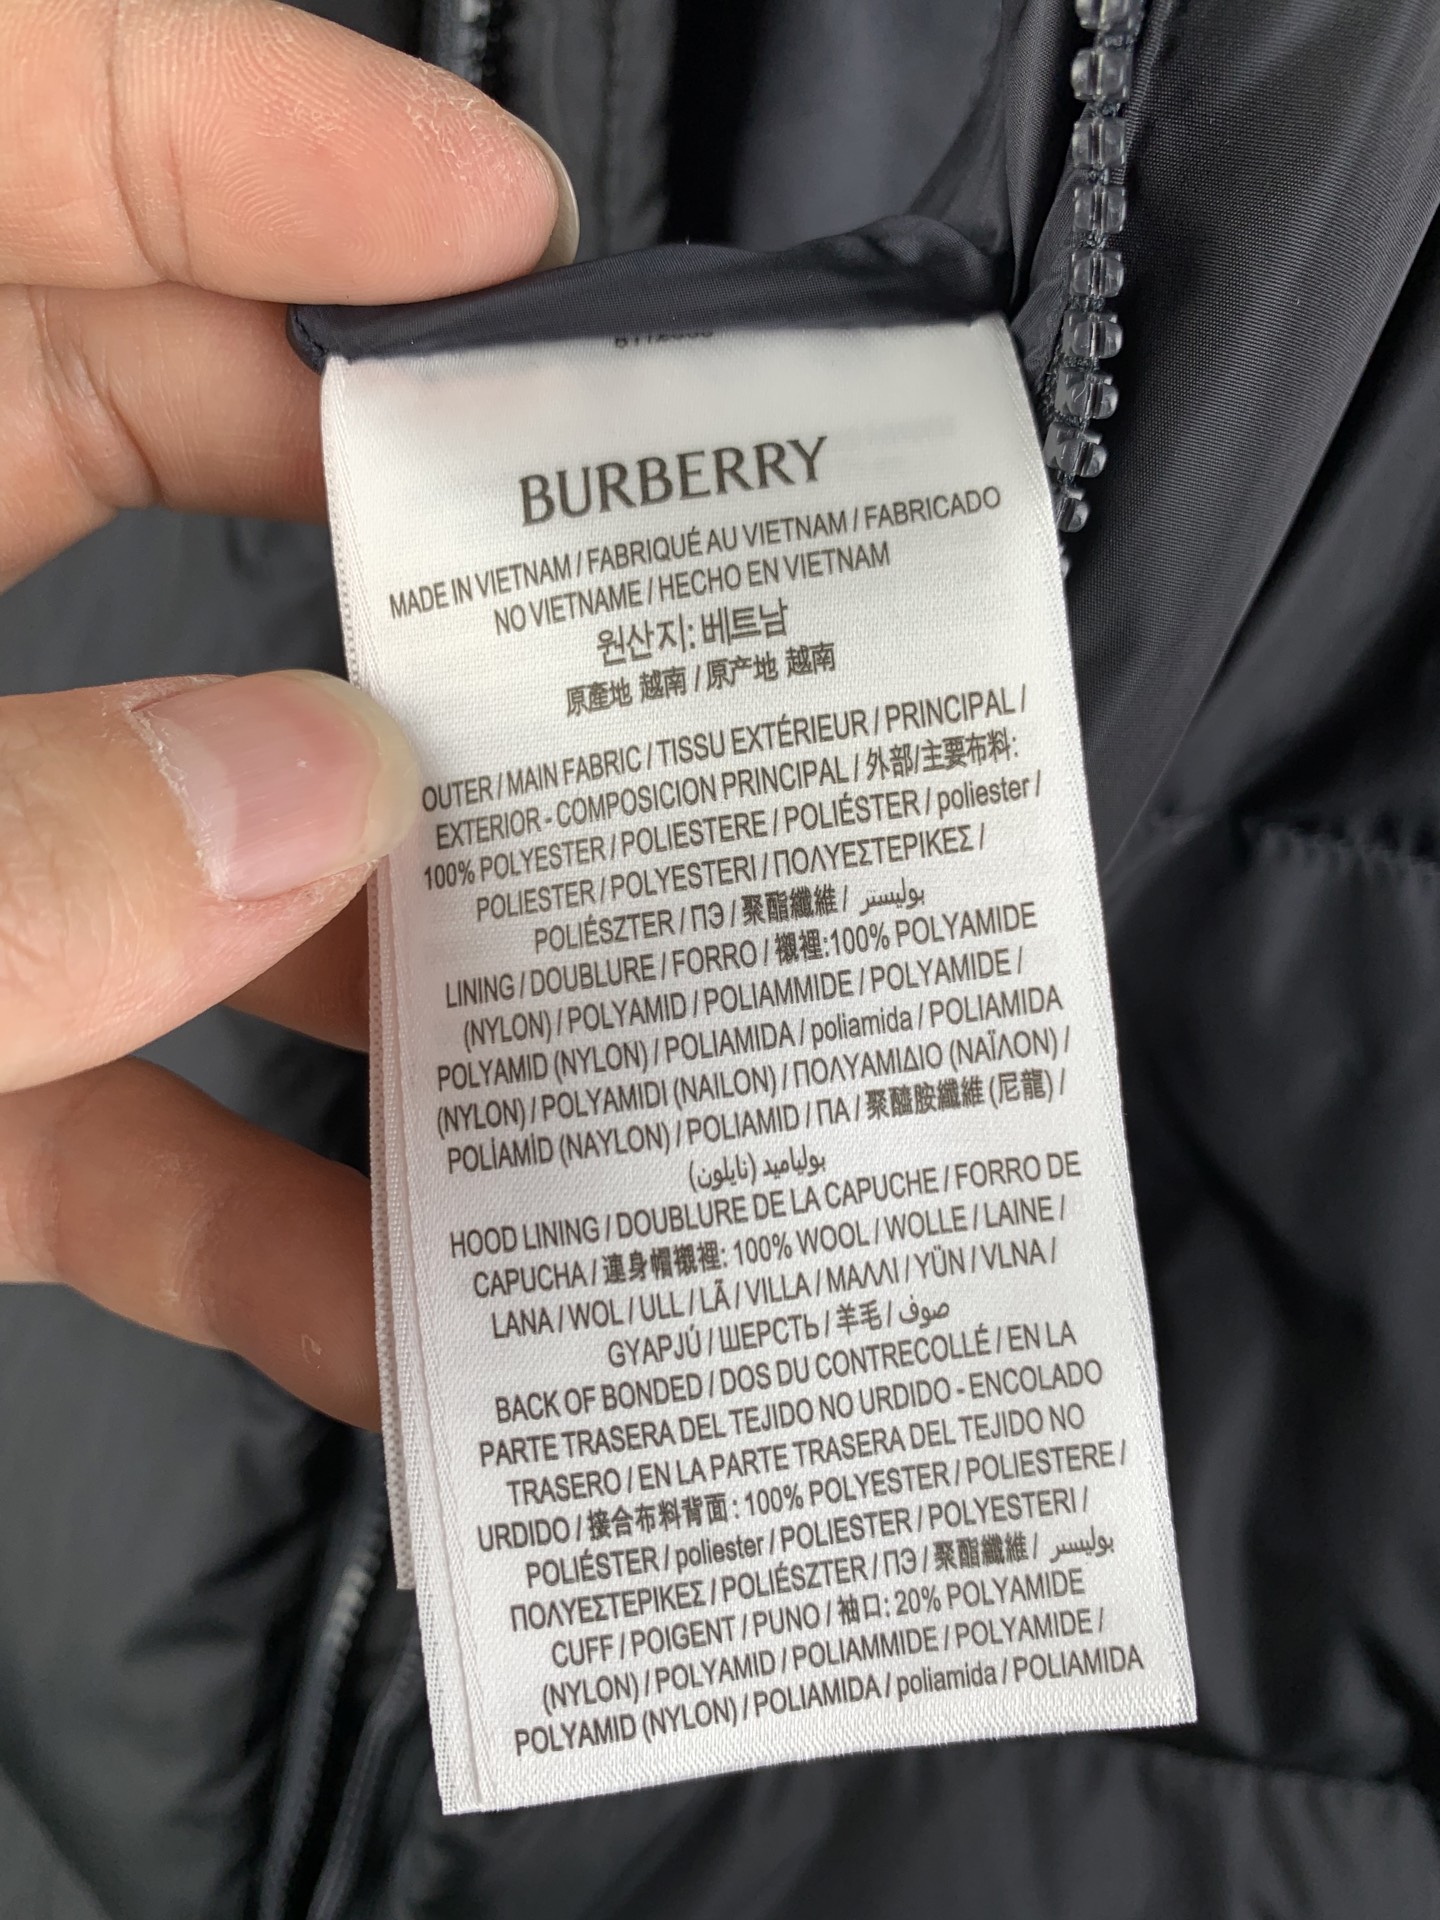 BURBERRY
MADE IN VIETNAM / FABRIQUÉ AU VIETNAM / FABRICADO
NO VIETNAME / HECHO EN VIETNAM
원산지: 베트남
原產地 越南 / 原产地 越南
OUTER / MAIN FABRIC / TISSU EXTÉRIEUR / PRINCIPAL /
EXTERIOR - COMPOSICION PRINCIPAL / 外部/主要布料:
100% POLYESTER / POLIESTERE / POLIÉSTER / poliester /
POLIESTER / POLYESTERI / ΠΟΛΥΕΣΤΕΡΙΚΕΣ /
POLIÉSZTER / ПЭ / 聚酯纖維 / بوليستر
LINING / DOUBLURE / FORRO / 襯裡:100% POLYAMIDE
(NYLON) / POLYAMID / POLIAMMIDE / POLYAMIDE /
POLYAMID (NYLON) / POLIAMIDA / poliamida / POLIAMIDA
(NYLON) / POLYAMIDI (NAILON) / ΠΟΛΥΑΜΙΔΙΟ (ΝΑΪΛΟΝ) /
POLİAMİD (NAYLON) / POLIAMID / ПА / 聚醯胺纖維 (尼龍) /
بولياميد (نايلون)
HOOD LINING / DOUBLURE DE LA CAPUCHE / FORRO DE
CAPUCHA / 連身帽襯裡: 100% WOOL / WOLLE / LAINE /
LANA / WOL / ULL / LÃ / VILLA / ΜΑΛΛΙ / YÜN / VLNA /
GYAPJÚ / ШЕРСТЬ / 羊毛 / صوف
BACK OF BONDED / DOS DU CONTRECOLLÉ / EN LA
PARTE TRASERA DEL TEJIDO NO URDIDO - ENCOLADO
TRASERO / EN LA PARTE TRASERA DEL TEJIDO NO
URDIDO / 接合布料背面 : 100% POLYESTER / POLIESTERE /
POLIÉSTER / poliester / POLIESTER / POLYESTERI /
ΠΟΛΥΕΣΤΕΡΙΚΕΣ / POLIÉSZTER / ПЭ / 聚酯纖維 / بوليستر
CUFF / POIGENT / PUNO / 袖口: 20% POLYAMIDE
(NYLON) / POLYAMID / POLIAMMIDE / POLYAMIDE /
POLYAMID (NYLON) / POLIAMIDA / poliamida / POLIAMIDA